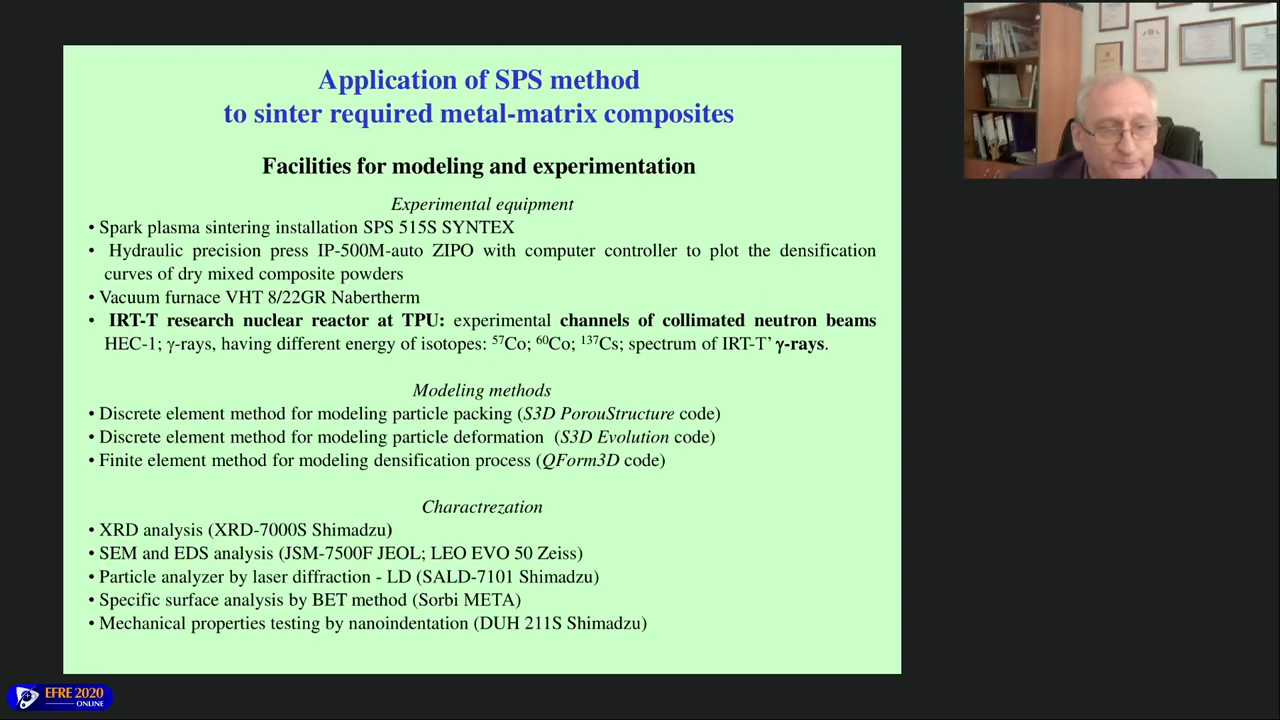 Application of SPS method
to sinter required metal-matrix composites
Facilities for modeling and experimentation
Experimental equipment
• Spark plasma sintering installation SPS 515S SYNTEX
• Hydraulic precision press IP-500M-auto ZIPO with computer controller to plot the densification
curves of dry mixed composite powders
• Vacuum furnace VHT 8/22GR Nabertherm
• IRT-T research nuclear reactor at TPU: experimental channels of collimated neutron beams
HEC-1; γ-rays, having different energy of isotopes: ⁵⁷Co; ⁶⁰Co; ¹³⁷Cs; spectrum of IRT-T’ γ-rays.
Modeling methods
• Discrete element method for modeling particle packing (S3D PorouStructure code)
• Discrete element method for modeling particle deformation (S3D Evolution code)
• Finite element method for modeling densification process (QForm3D code)
Charactrezation
• XRD analysis (XRD-7000S Shimadzu)
• SEM and EDS analysis (JSM-7500F JEOL; LEO EVO 50 Zeiss)
• Particle analyzer by laser diffraction - LD (SALD-7101 Shimadzu)
• Specific surface analysis by BET method (Sorbi META)
• Mechanical properties testing by nanoindentation (DUH 211S Shimadzu)
EFRE 2020
ONLINE